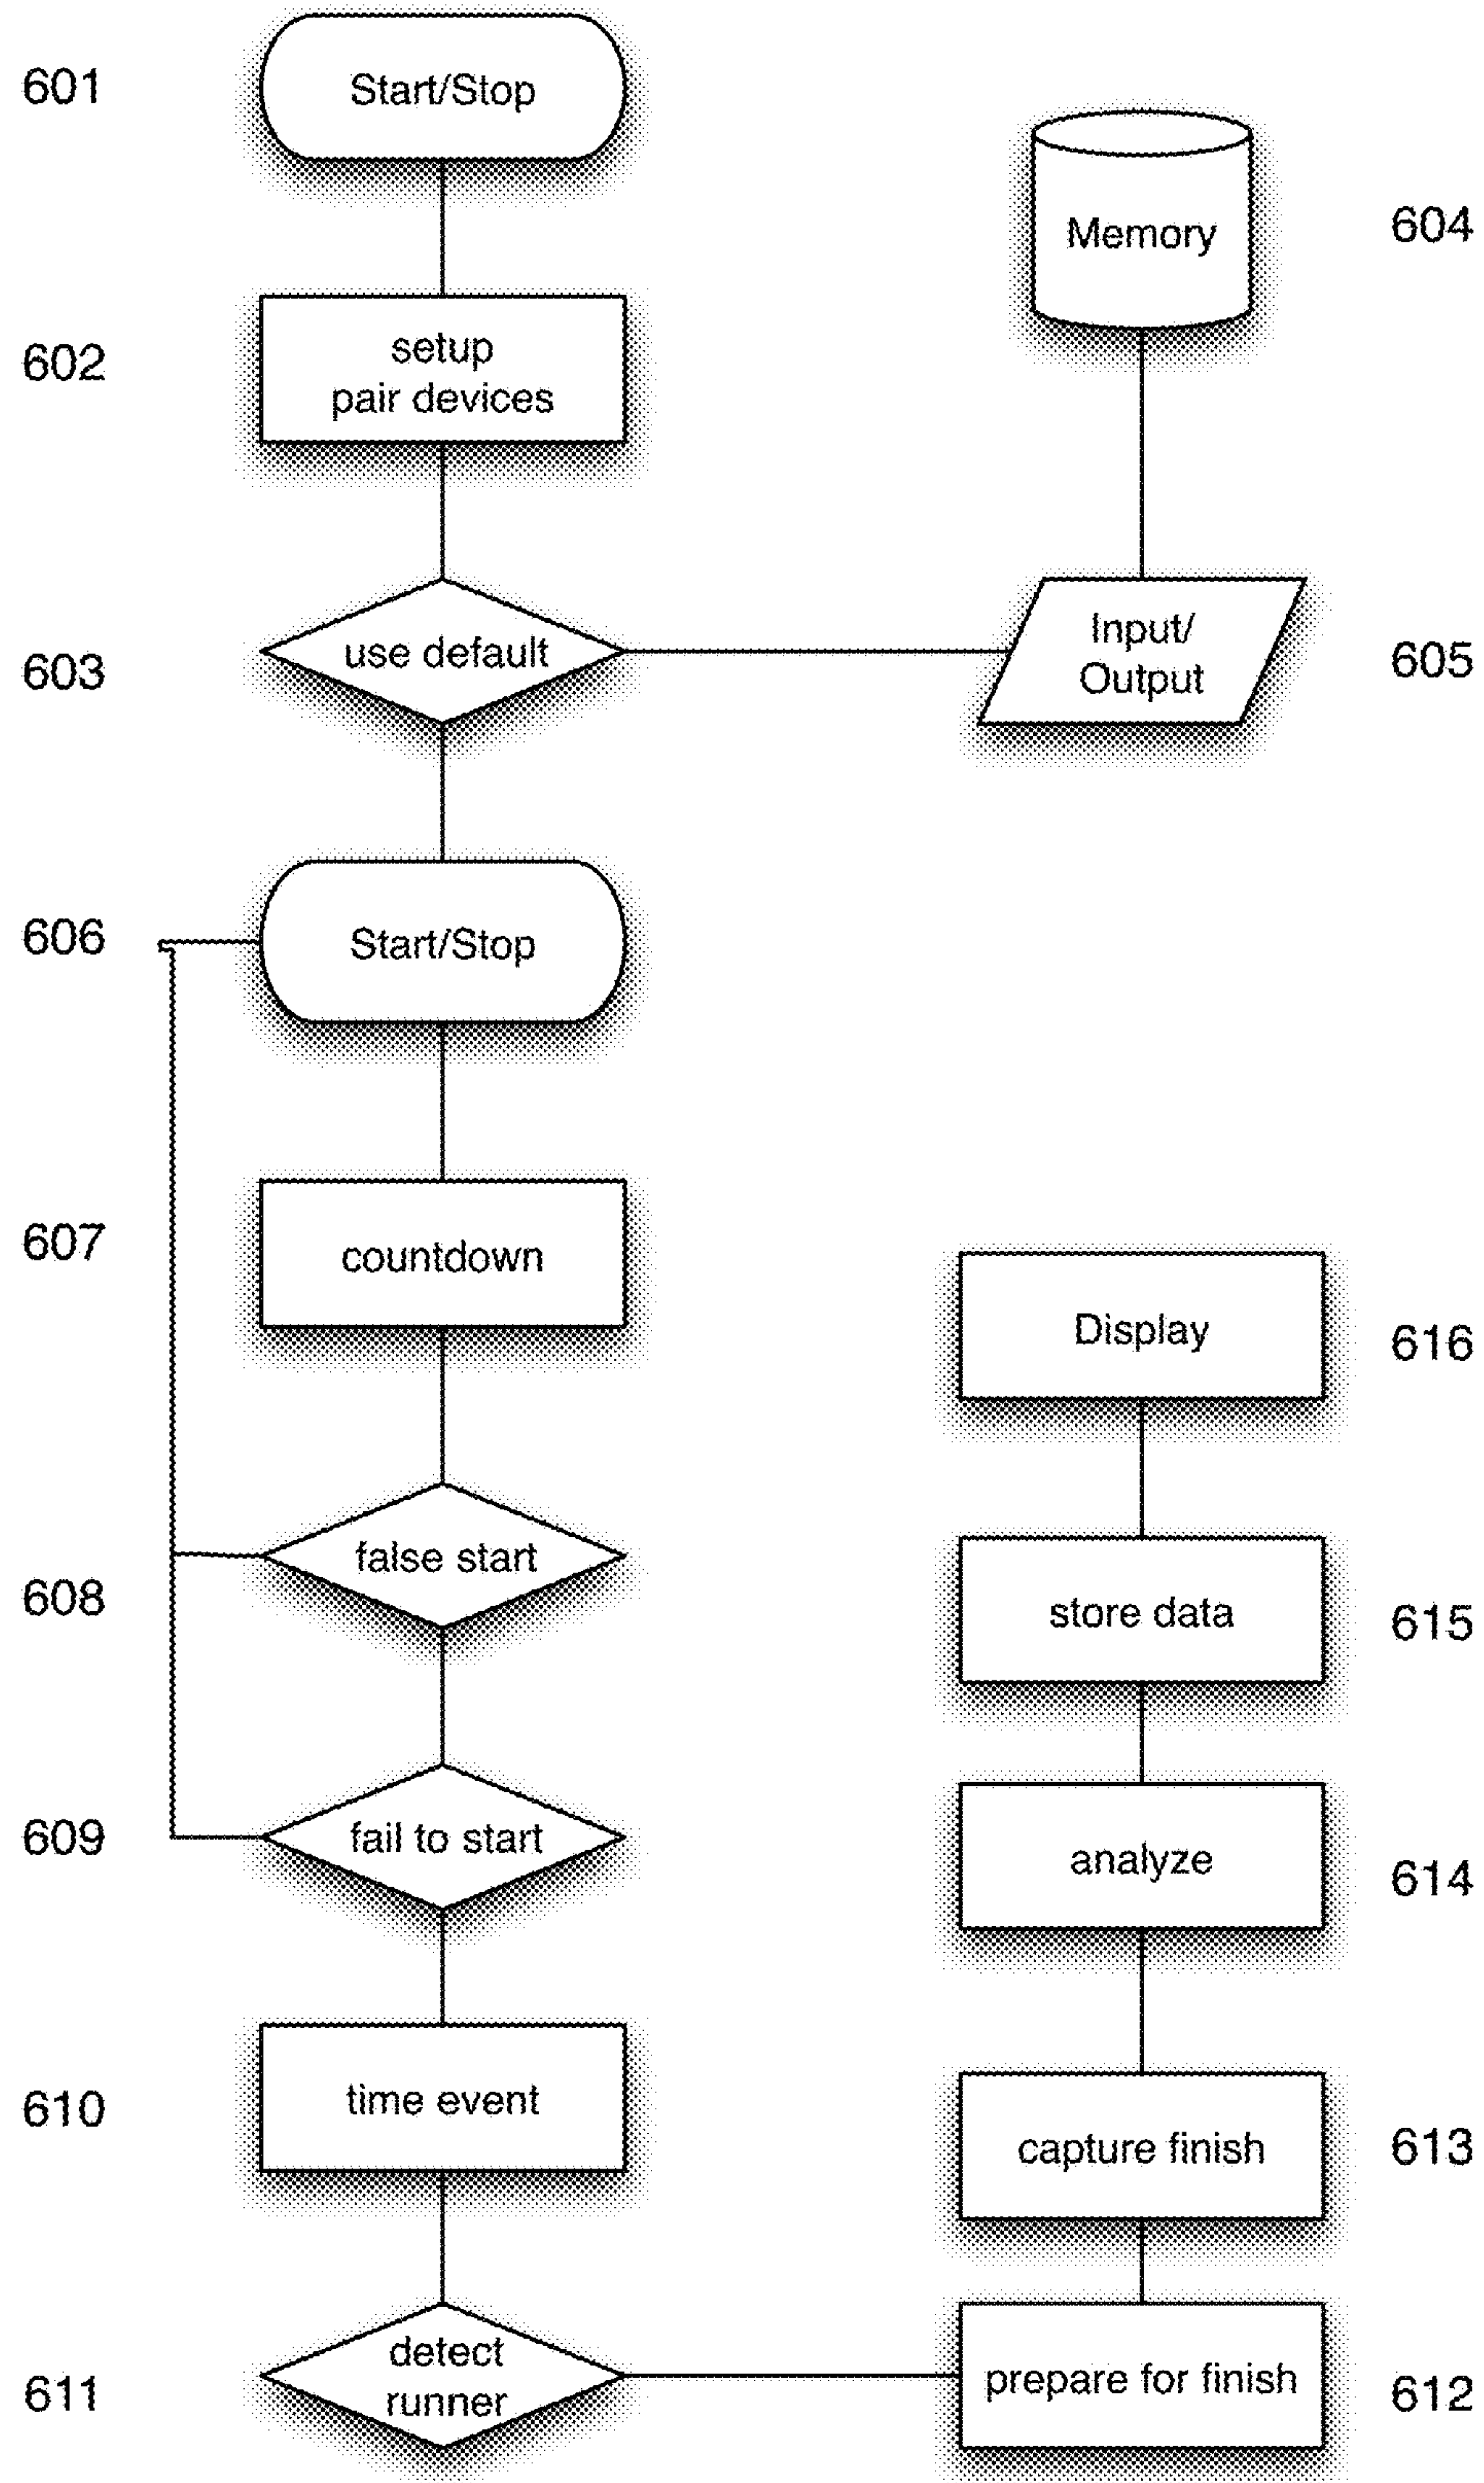 601
Start/Stop
Memory
604
602
setup
pair devices
603
use default
Input/
Output
605
606
Start/Stop
607
countdown
Display
616
608
false start
store data
615
609
fail to start
analyze
614
610
time event
capture finish
613
611
detect
runner
prepare for finish
612